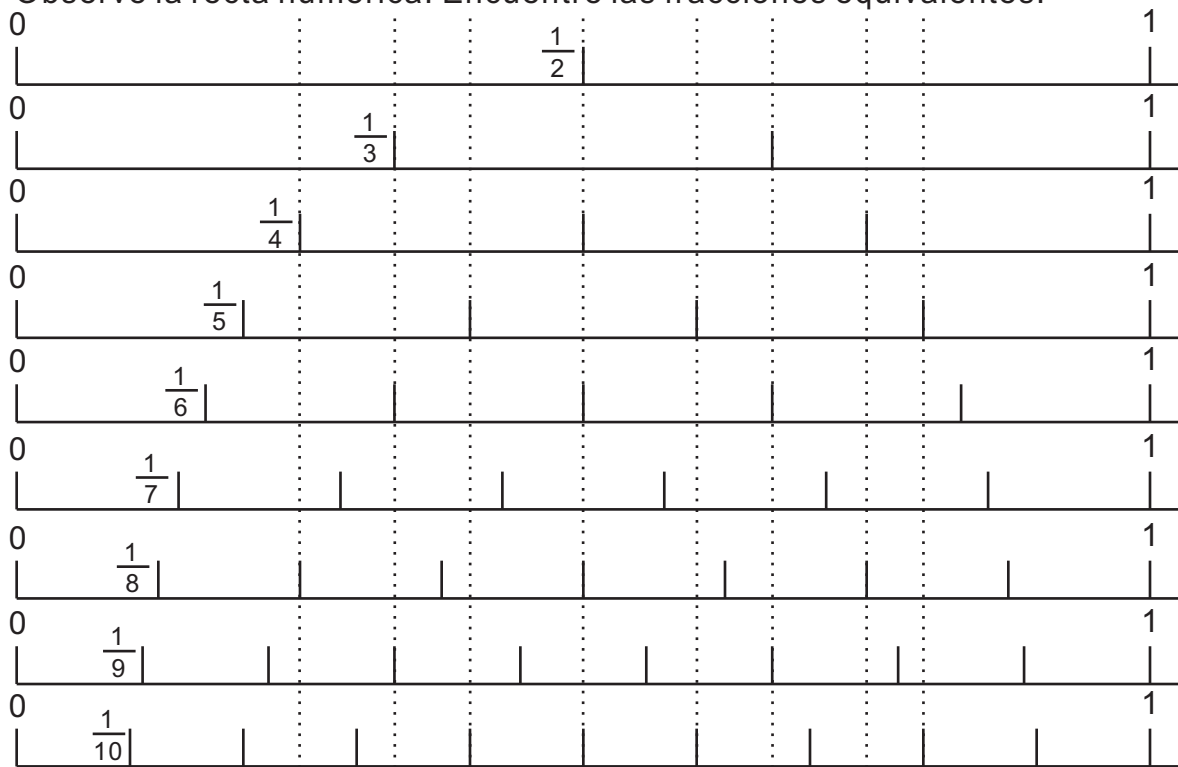 Observe la recta numérica. Encuentre las fracciones equivalentes.
0 1/2 1
0 1/3 1
0 1/4 1
0 1/5 1
0 1/6 1
0 1/7 1
0 1/8 1
0 1/9 1
0 1/10 1